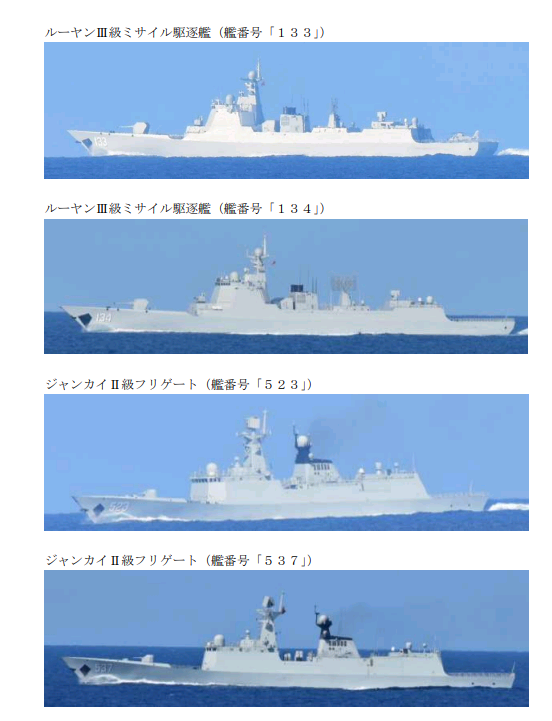 ルーヤンⅢ級ミサイル駆逐艦（艦番号「１３３」）
133
ルーヤンⅢ級ミサイル駆逐艦（艦番号「１３４」）
134
ジャンカイⅡ級フリゲート（艦番号「５２３」）
ジャンカイⅡ級フリゲート（艦番号「５３７」）
537